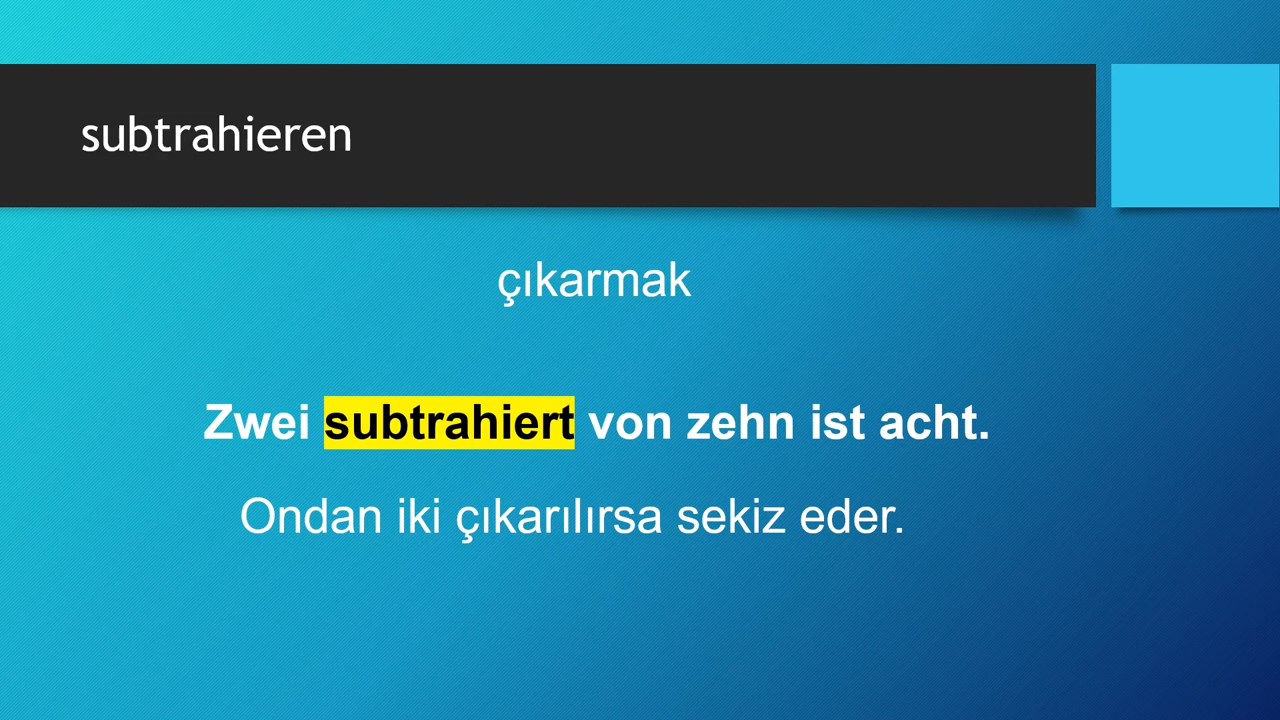 subtrahieren
çıkarmak
Zwei subtrahiert von zehn ist acht.
Ondan iki çıkarılırsa sekiz eder.